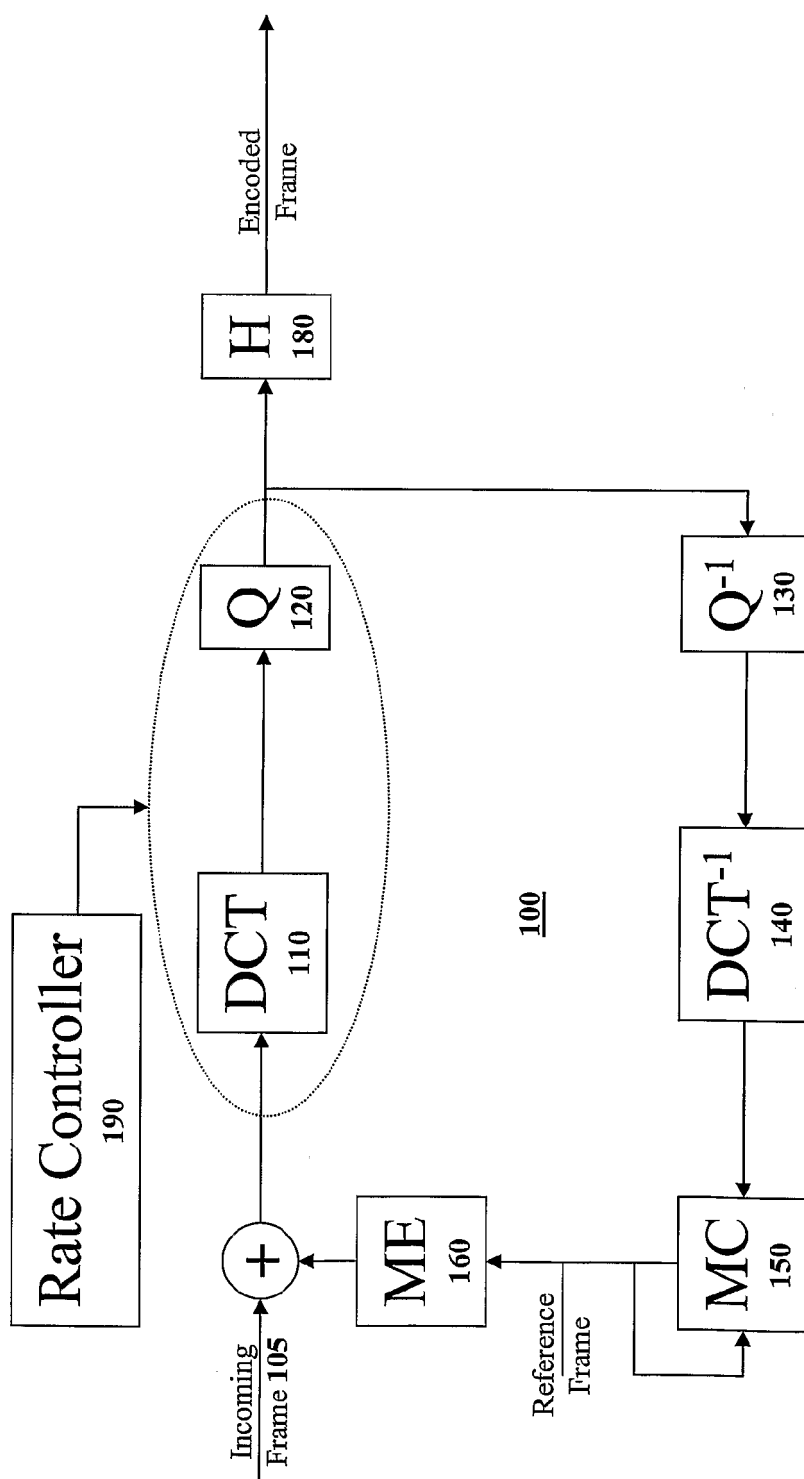 Rate Controller
190
Incoming
Frame 105
+
DCT
110
Q
120
H
180
Encoded
Frame
ME
160
100
Reference
Frame
MC
150
DCT-1
140
Q-1
130